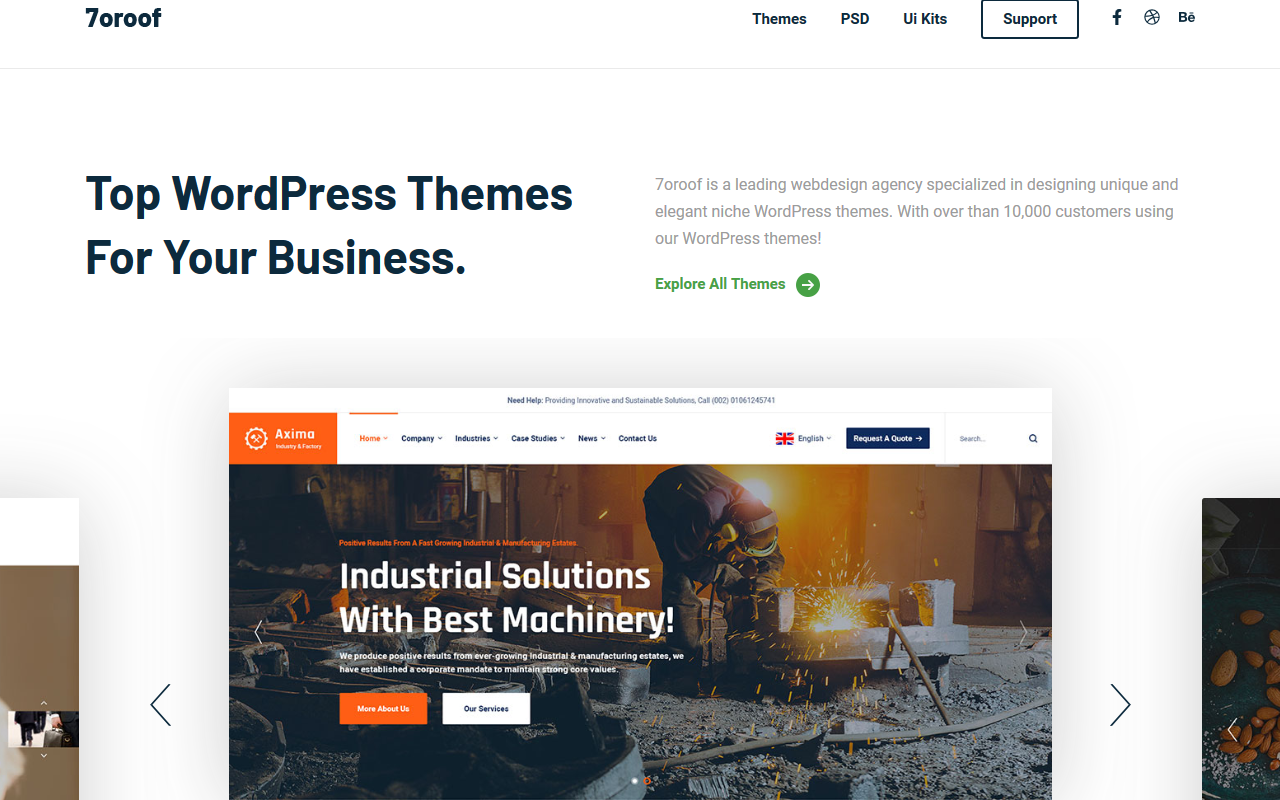 7oroof
Themes
PSD
Ui Kits
Support
Bē
Top WordPress Themes
For Your Business.
7oroof is a leading webdesign agency specialized in designing unique and
elegant niche WordPress themes. With over than 10,000 customers using
our WordPress themes!
Explore All Themes
Need Help: Providing Innovative and Sustainable Solutions, Call (002) 01061245741
Axima
Industry & Factory
Home
Company
Industries
Case Studies
News
Contact Us
English
Request A Quote
Search...
Positive Results From A Fast Growing Industrial & Manufacturing Estates.
Industrial Solutions
With Best Machinery!
We produce positive results from ever-growing industrial & manufacturing estates, we
have established a corporate mandate to maintain strong core values.
More About Us
Our Services